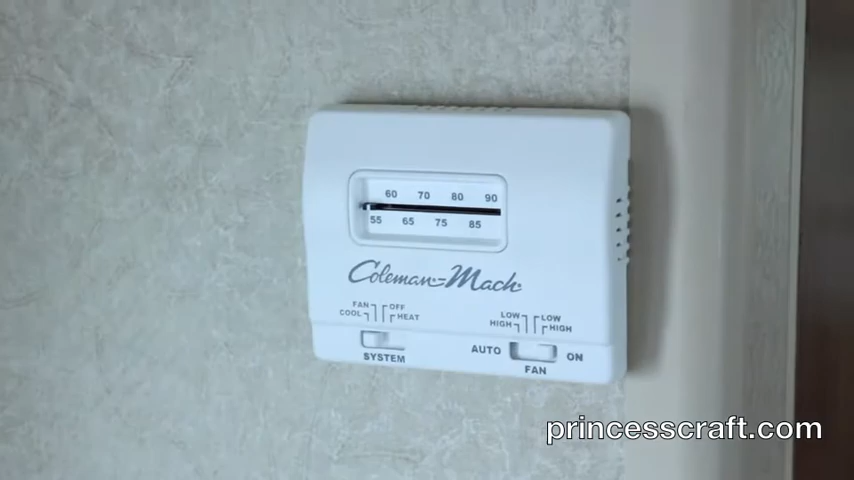 60 70 80 90
55 65 75 85
Coleman-Mach
FAN OFF
COOL HEAT
LOW LOW
HIGH HIGH
SYSTEM
AUTO ON
FAN
princesscraft.com